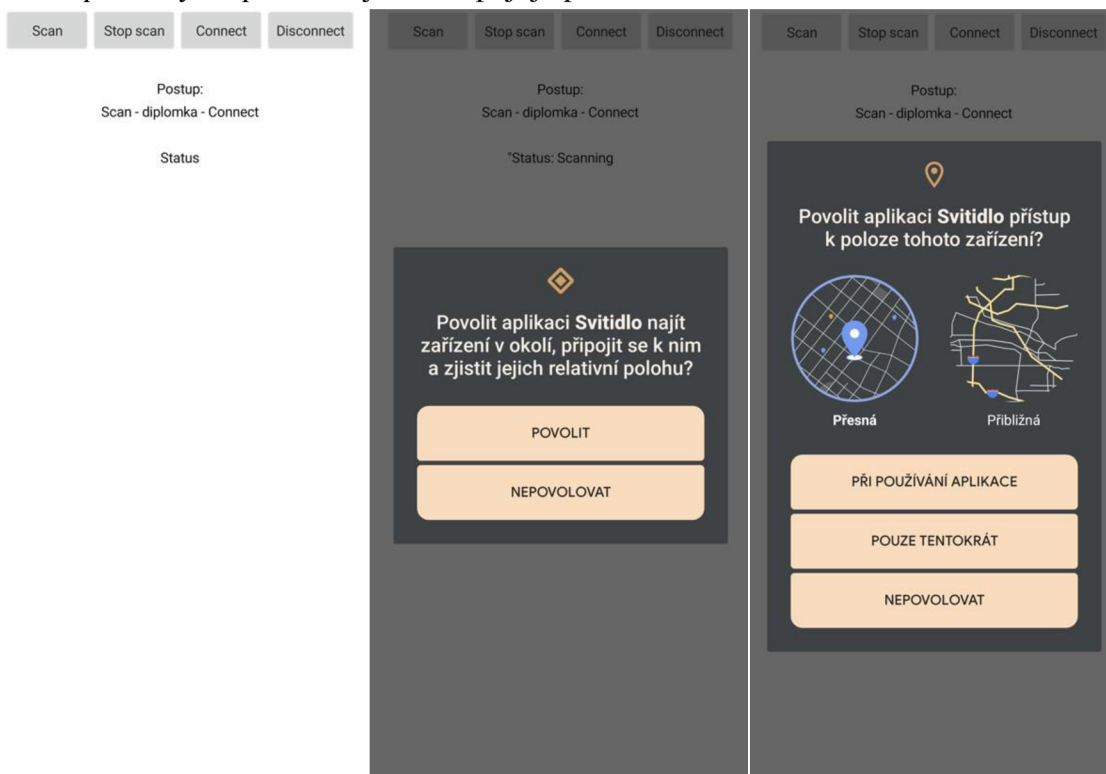 Scan Stop scan Connect Disconnect
Postup:
Scan - diplomka - Connect
Status
Scan Stop scan Connect Disconnect
Postup:
Scan - diplomka - Connect
"Status: Scanning
Povolit aplikaci Svitidlo najít
zařízení v okolí, připojit se k nim
a zjistit jejich relativní polohu?
POVOLIT
NEPOVOLOVAT
Scan Stop scan Connect Disconnect
Postup:
Scan - diplomka - Connect
Povolit aplikaci Svitidlo přístup
k poloze tohoto zařízení?
Přesná Přibližná
PŘI POUŽÍVÁNÍ APLIKACE
POUZE TENTOKRÁT
NEPOVOLOVAT